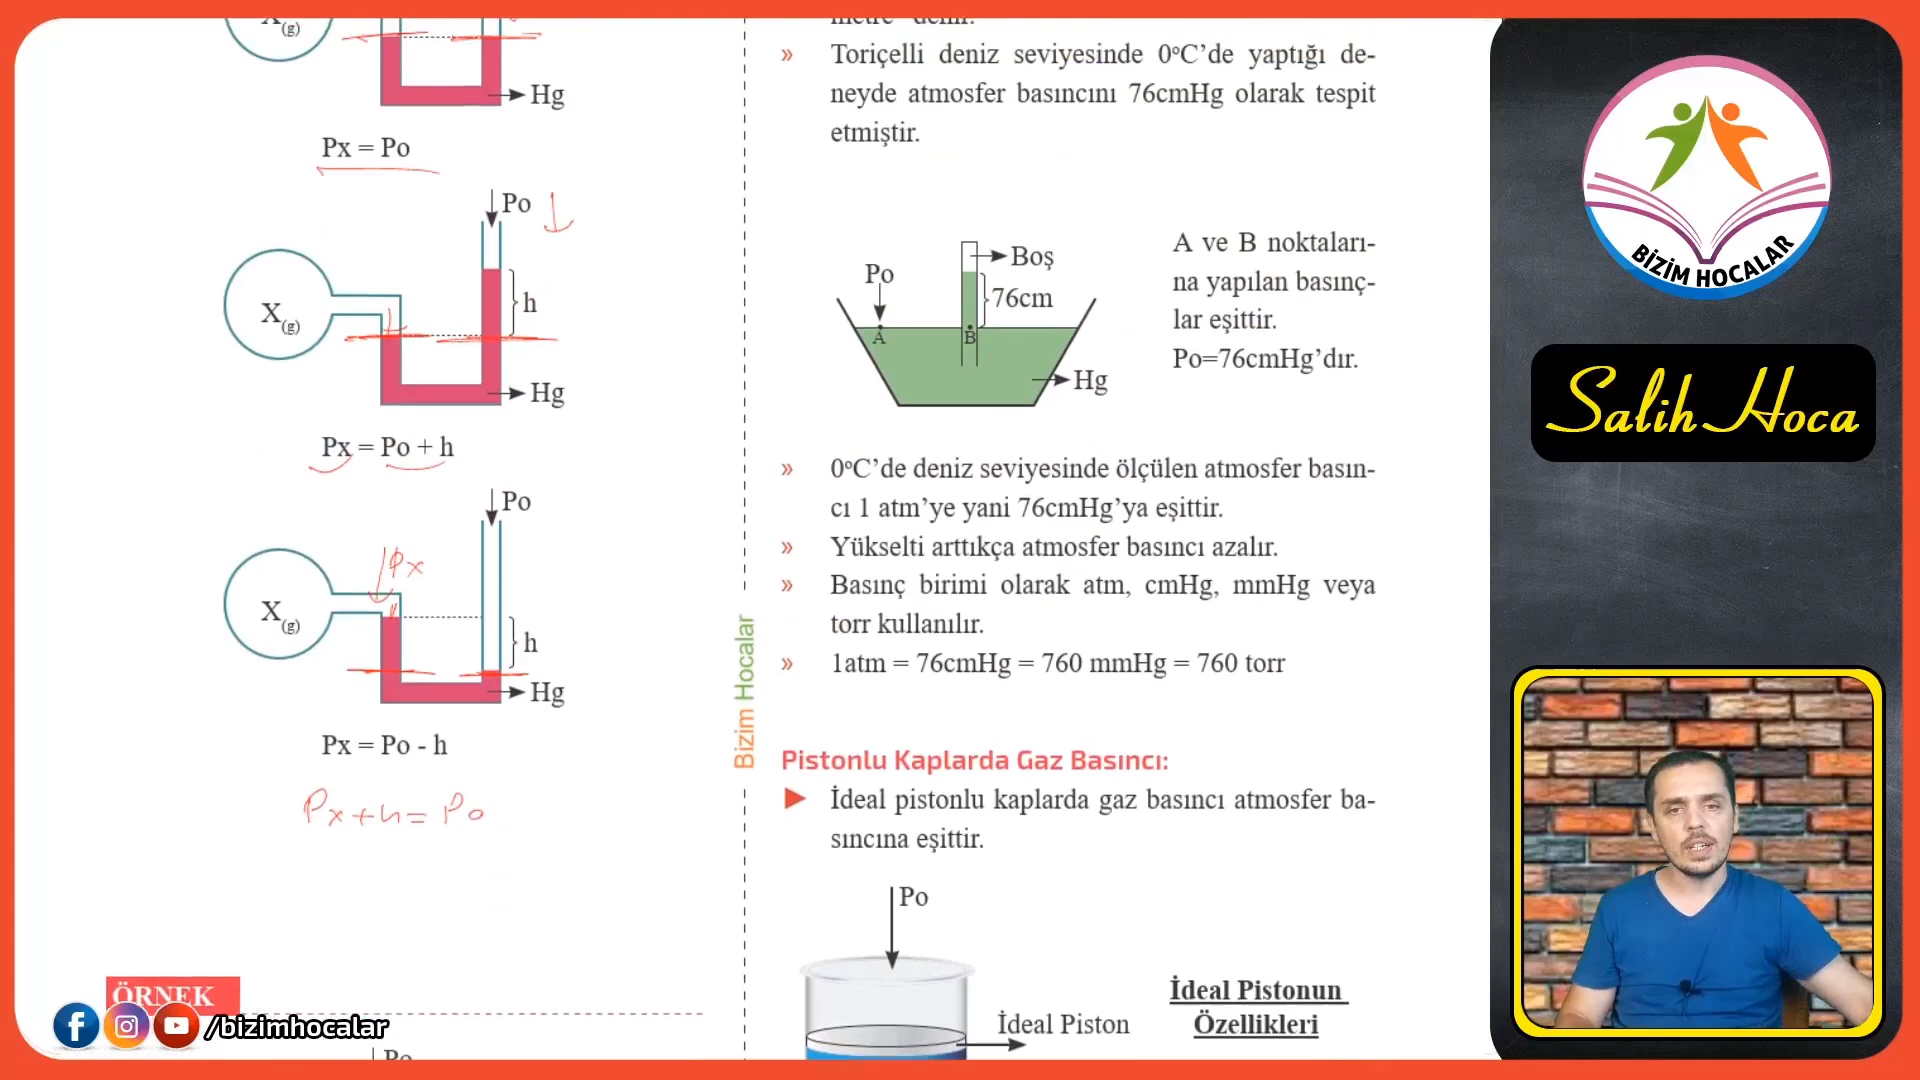 X(g)
Hg
Px = Po
Po
X(g)
h
Hg
Px = Po + h
Po
Px
X(g)
h
Hg
Px = Po - h
Px + h = Po
ÖRNEK
/bizimhocalar
Po
Bizim Hocalar
metre" denir.
» Toriçelli deniz seviyesinde 0°C'de yaptığı de-
neyde atmosfer basıncını 76cmHg olarak tespit
etmiştir.
Po
Boş
76cm
A
B
Hg
A ve B noktaları-
na yapılan basınç-
lar eşittir.
Po=76cmHg'dır.
» 0°C'de deniz seviyesinde ölçülen atmosfer basın-
cı 1 atm'ye yani 76cmHg'ya eşittir.
» Yükselti arttıkça atmosfer basıncı azalır.
» Basınç birimi olarak atm, cmHg, mmHg veya
torr kullanılır.
» 1atm = 76cmHg = 760 mmHg = 760 torr
Pistonlu Kaplarda Gaz Basıncı:
İdeal pistonlu kaplarda gaz basıncı atmosfer ba-
sıncına eşittir.
Po
İdeal Piston
İdeal Pistonun
Özellikleri
BİZİM HOCALAR
Salih Hoca